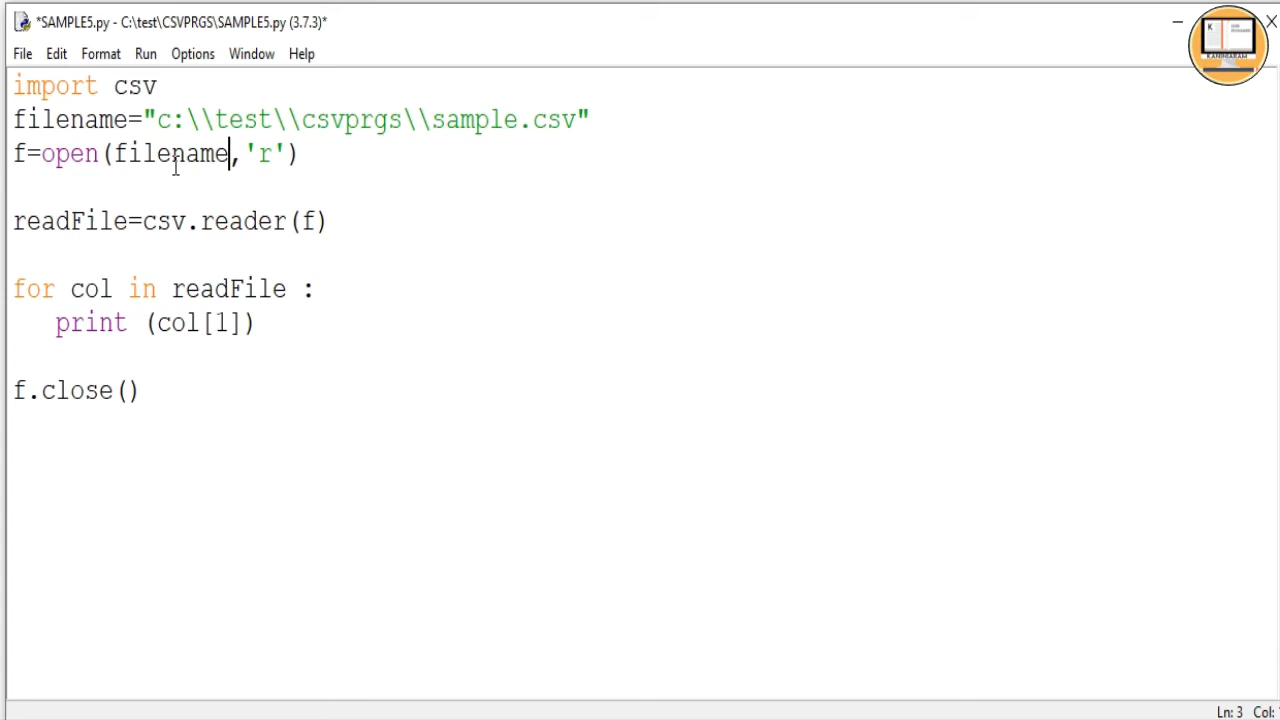 *SAMPLE5.py - C:\test\CSVPRGS\SAMPLE5.py (3.7.3)*
File Edit Format Run Options Window Help
import csv
filename="c:\\test\\csvprgs\\sample.csv"
f=open(filename,'r')
readFile=csv.reader(f)
for col in readFile :
   print (col[1])
f.close()
Ln: 3 Col: